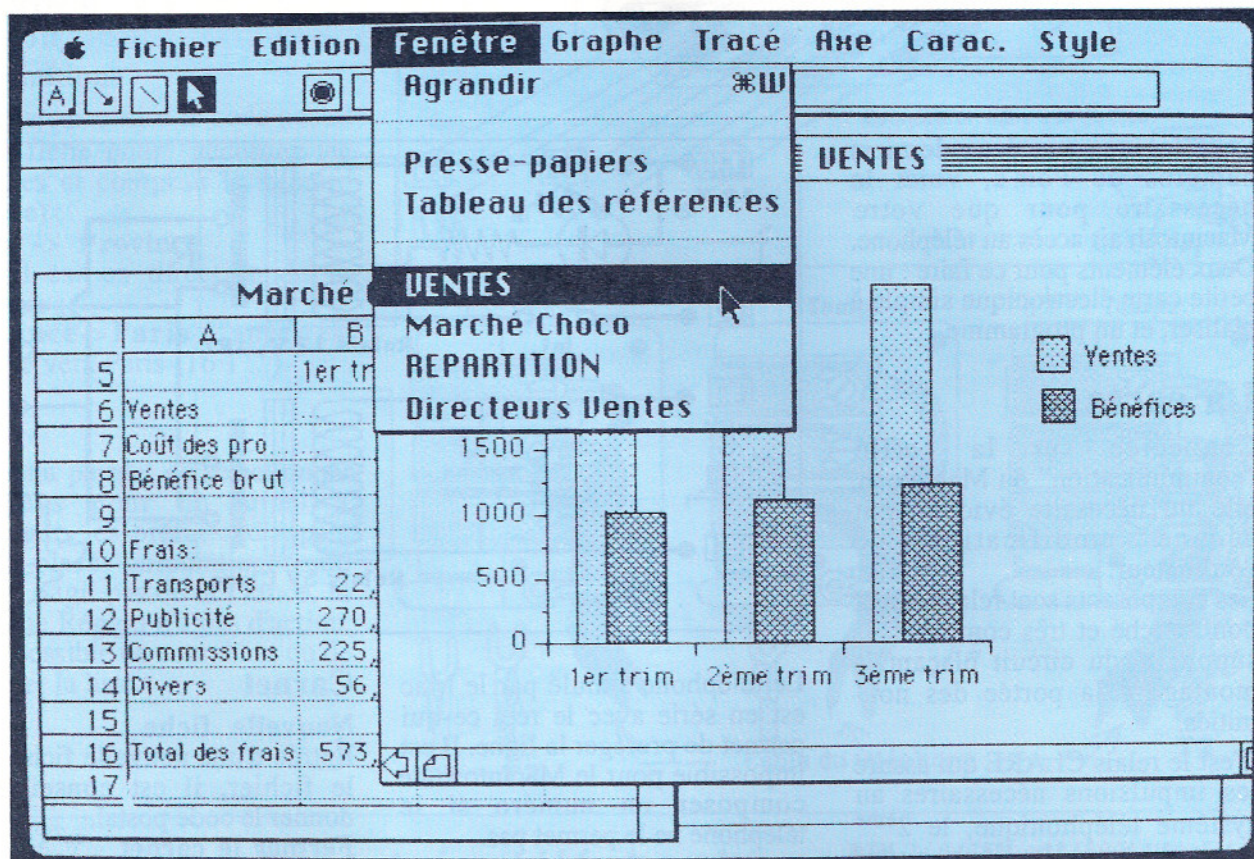 Fichier Edition Fenêtre Graphe Tracé Axe Carac. Style
A
Agrandir ⌘W
Presse-papiers
Tableau des références
VENTES
Marché Choco
REPARTITION
Directeurs Ventes
VENTES
Marché
A B
5 1er tr
6 Ventes
7 Coût des pro
8 Bénéfice brut
9
10 Frais:
11 Transports 22,
12 Publicité 270,
13 Commissions 225,
14 Divers 56,
15
16 Total des frais 573,
17
Ventes
Bénéfices
1500
1000
500
0
1er trim 2ème trim 3ème trim